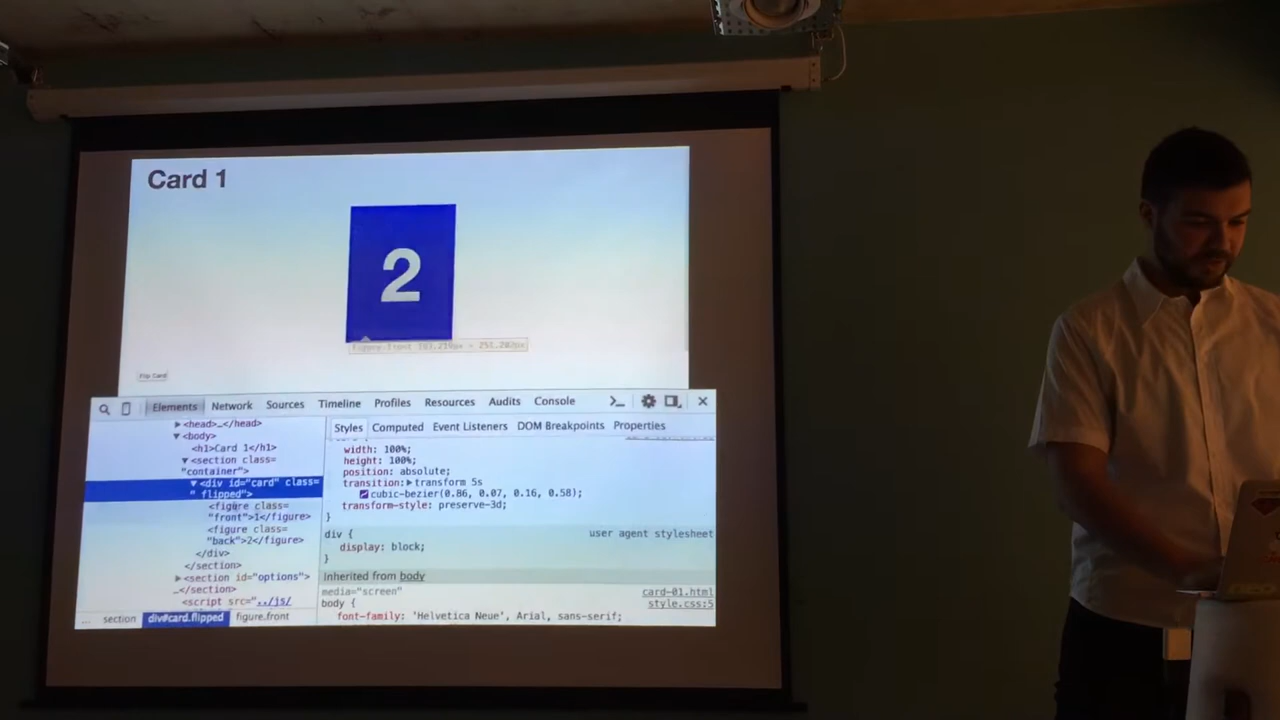 Card 1
2
Flip Card
Elements Network Sources Timeline Profiles Resources Audits Console
▶<head>…</head>
▼<body>
<h1>Card 1</h1>
▼<section class=
"container">
▼<div id="card" class=
" flipped">
<figure class=
"front">1</figure>
<figure class=
"back">2</figure>
</div>
</section>
▶<section id="options">
…</section>
<script src="../js/
… section div#card.flipped figure.front
Styles Computed Event Listeners DOM Breakpoints Properties
width: 100%;
height: 100%;
position: absolute;
transition:▶transform 5s
cubic-bezier(0.86, 0.07, 0.16, 0.58);
transform-style: preserve-3d;
}
div { user agent stylesheet
display: block;
}
Inherited from body
media="screen" card-01.html
body { style.css:5
font-family: 'Helvetica Neue', Arial, sans-serif;